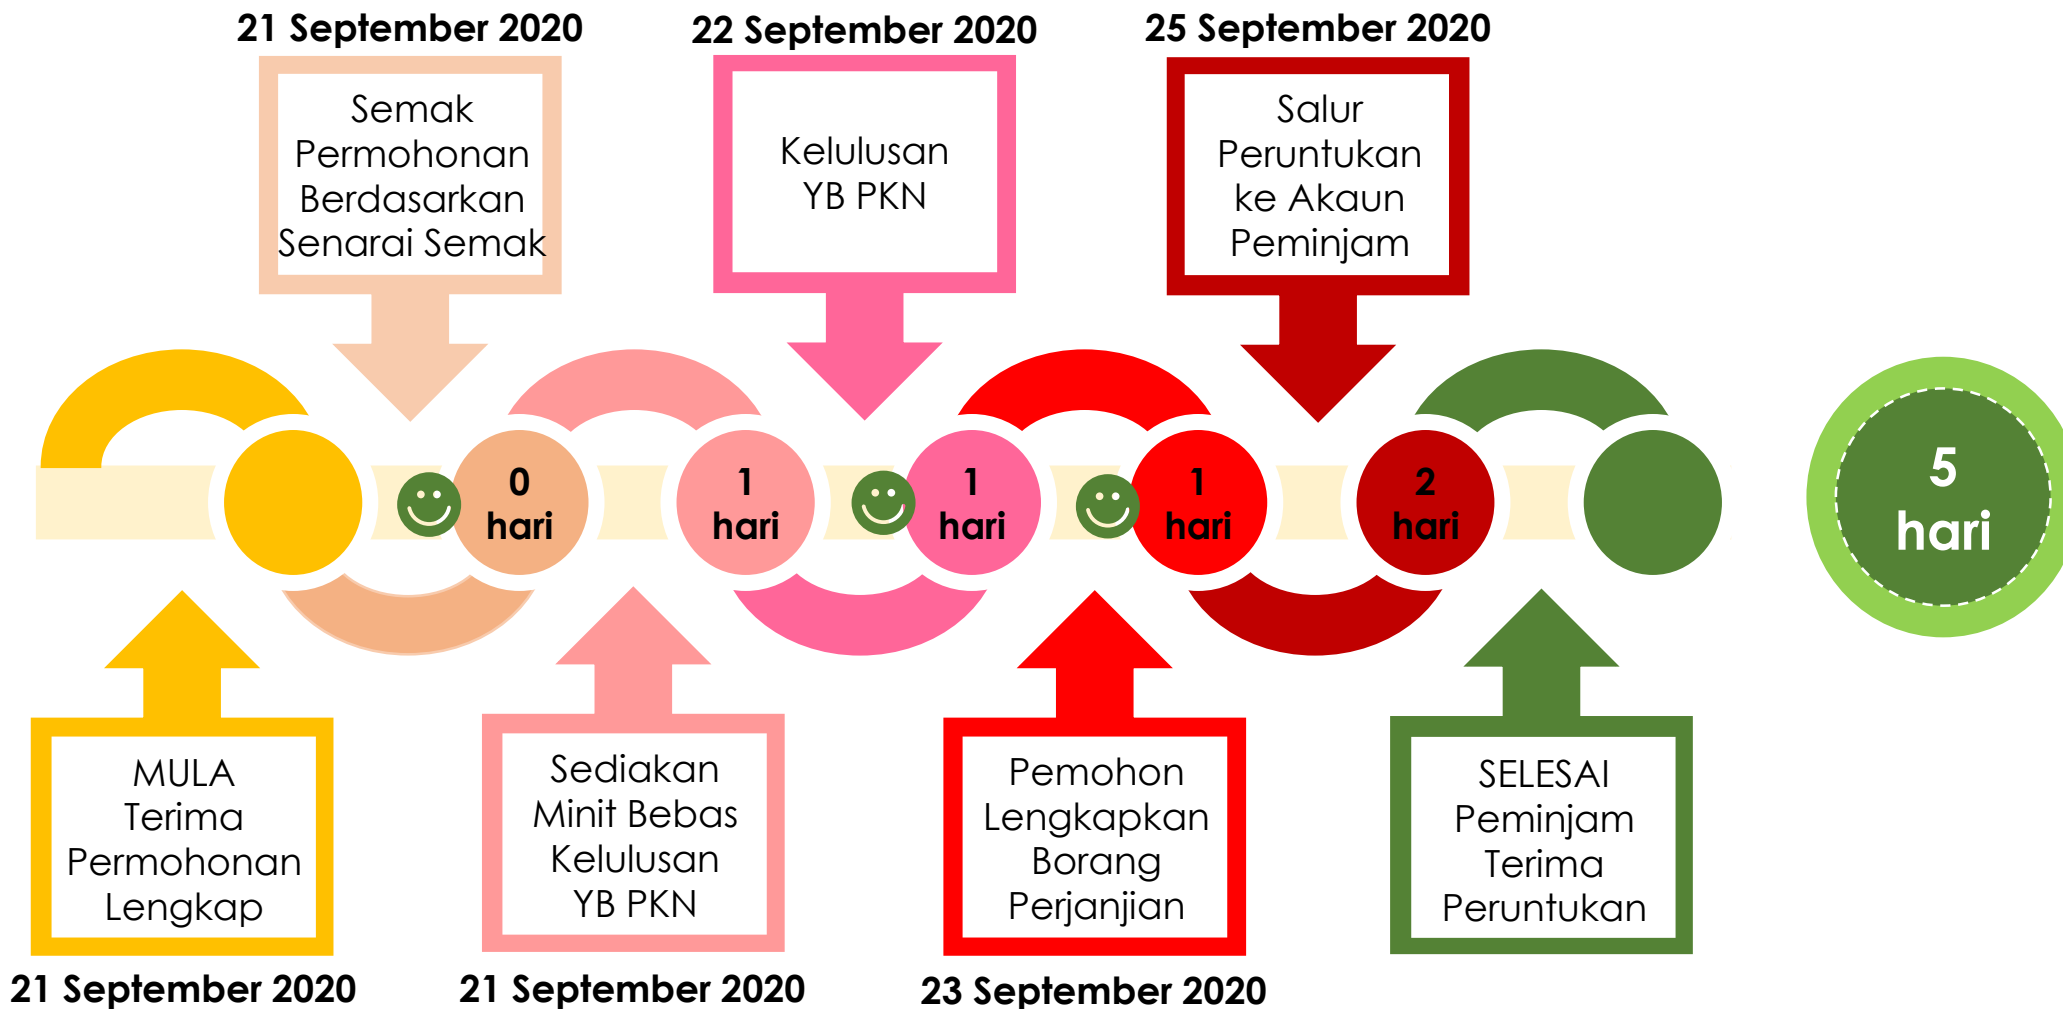 21 September 2020
Semak
Permohonan
Berdasarkan
Senarai Semak
22 September 2020
Kelulusan
YB PKN
25 September 2020
Salur
Peruntukan
ke Akaun
Peminjam
0
hari
1
hari
1
hari
1
hari
2
hari
5
hari
MULA
Terima
Permohonan
Lengkap
21 September 2020
Sediakan
Minit Bebas
Kelulusan
YB PKN
21 September 2020
Pemohon
Lengkapkan
Borang
Perjanjian
23 September 2020
SELESAI
Peminjam
Terima
Peruntukan